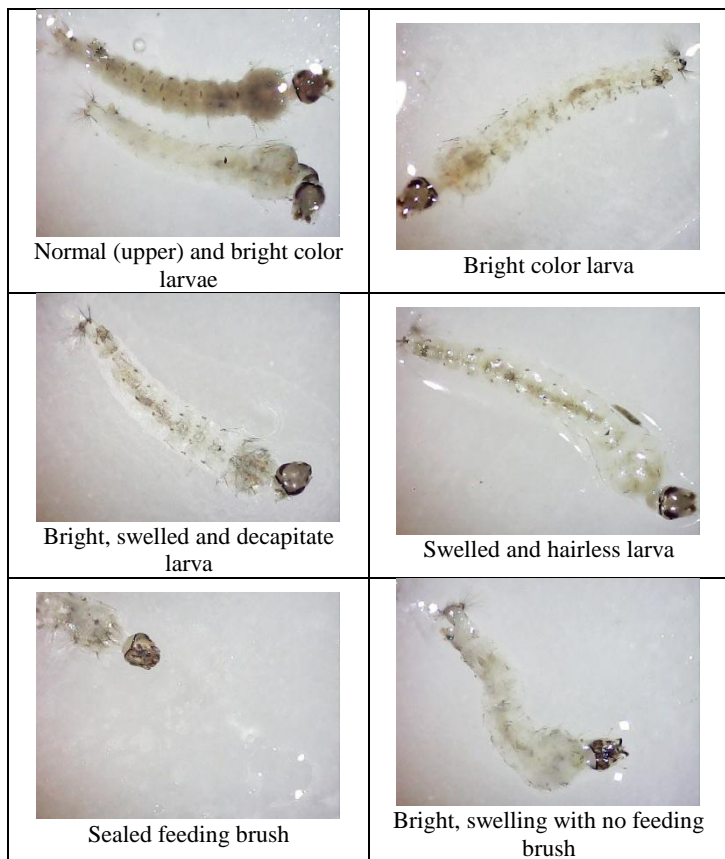 Normal (upper) and bright color
larvae
Bright color larva
Bright, swelled and decapitate
larva
Swelled and hairless larva
Sealed feeding brush
Bright, swelling with no feeding
brush